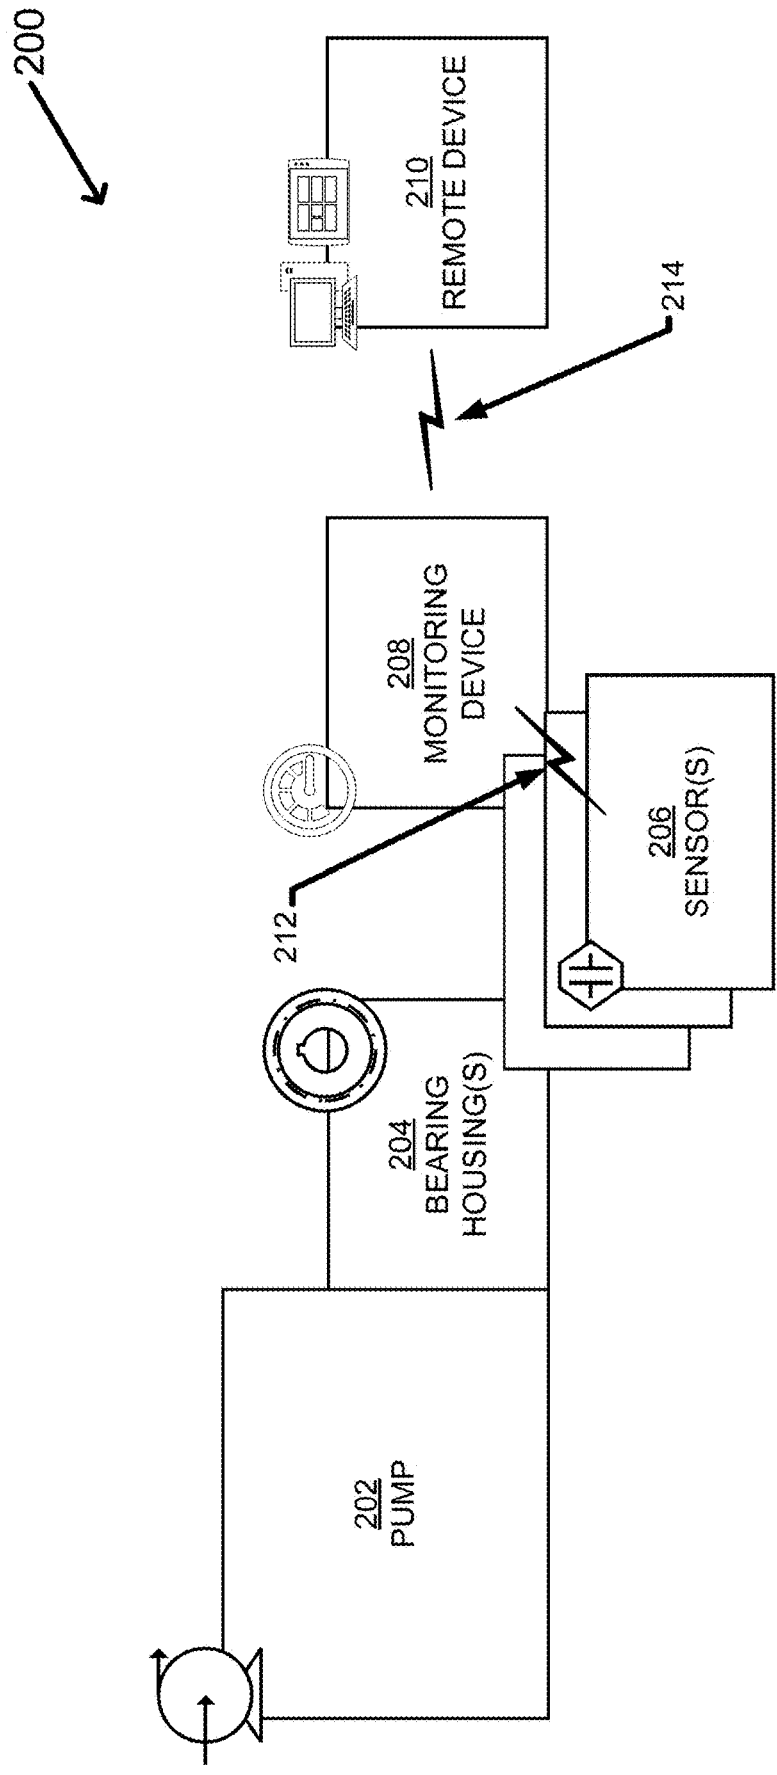 200
202
PUMP
204
BEARING
HOUSING(S)
212
206
SENSOR(S)
208
MONITORING
DEVICE
214
210
REMOTE DEVICE